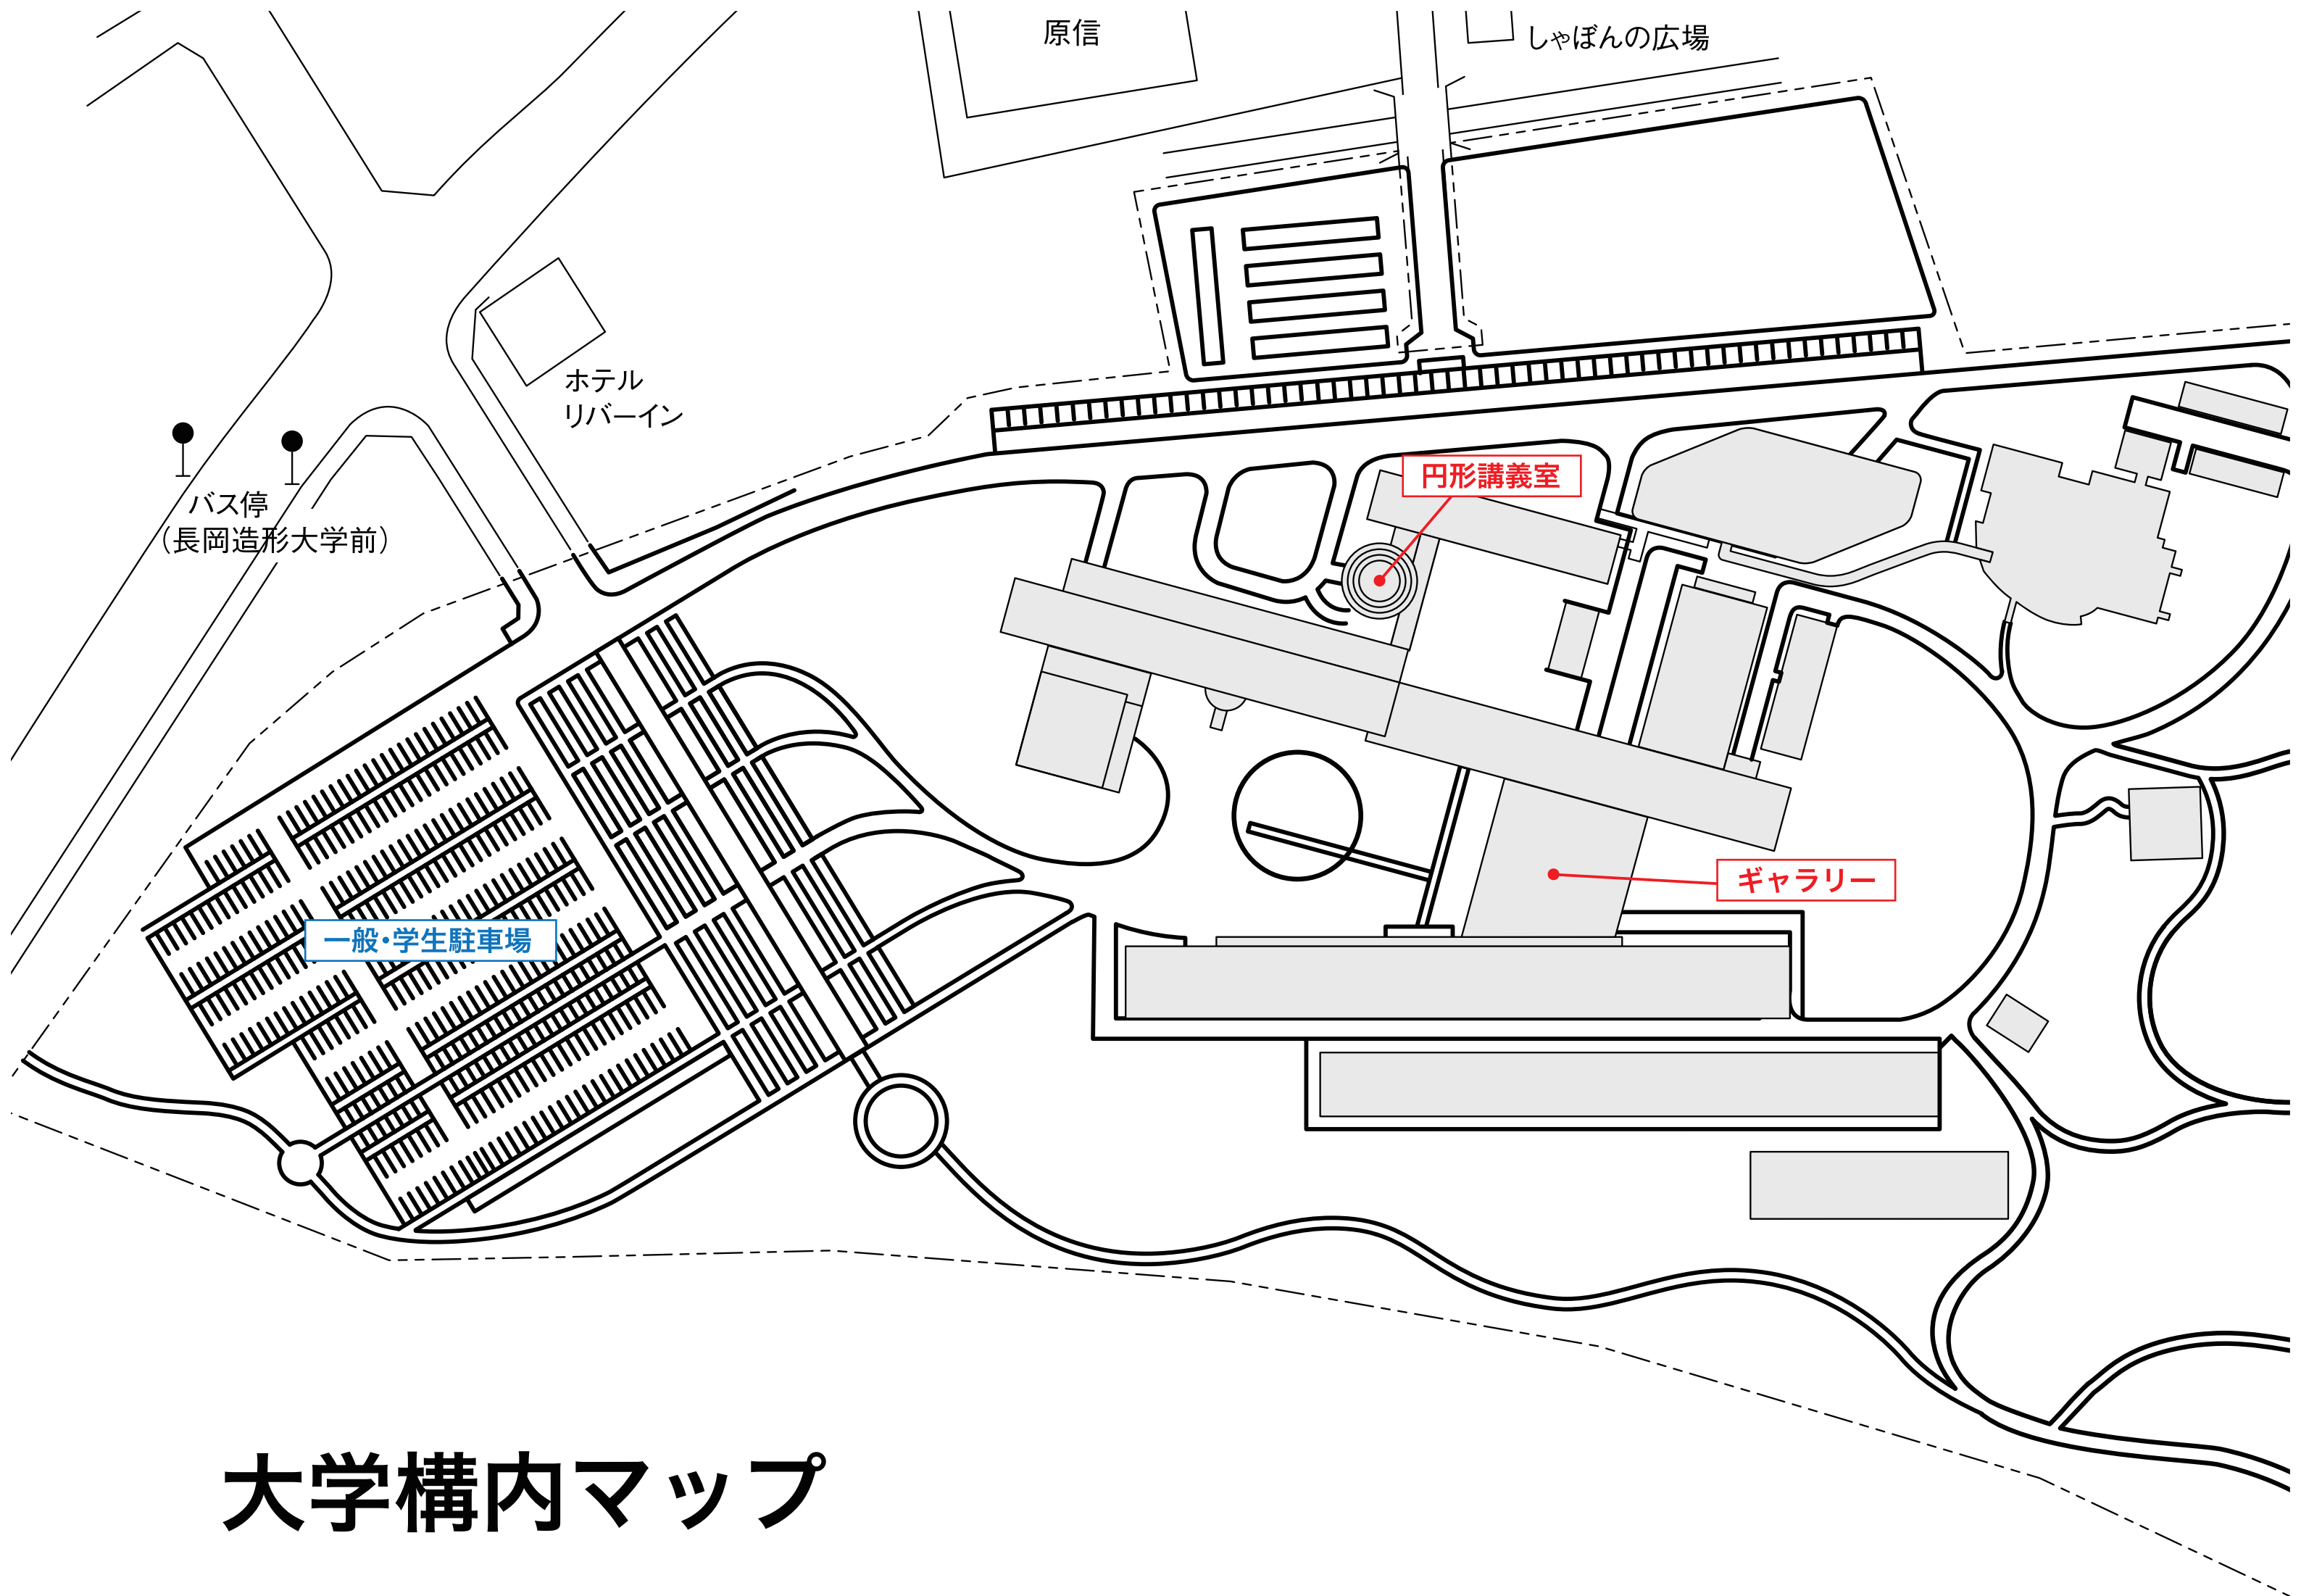 原信
しゃぼんの広場
ホテル
リバーイン
バス停
（長岡造形大学前）
円形講義室
ギャラリー
一般・学生駐車場
大学構内マップ